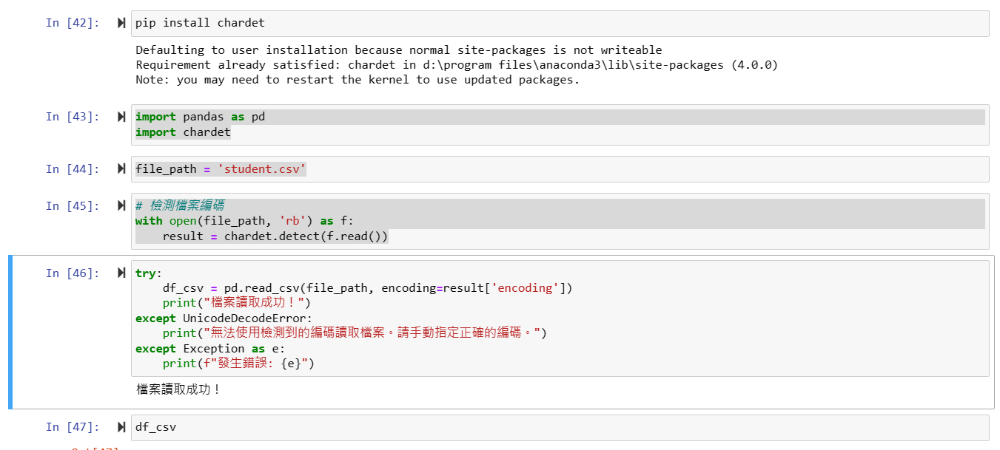 In [42]: pip install chardet
Defaulting to user installation because normal site-packages is not writeable
Requirement already satisfied: chardet in d:\program files\anaconda3\lib\site-packages (4.0.0)
Note: you may need to restart the kernel to use updated packages.
In [43]: import pandas as pd
import chardet
In [44]: file_path = 'student.csv'
In [45]: # 檢測檔案編碼
with open(file_path, 'rb') as f:
    result = chardet.detect(f.read())
In [46]: try:
    df_csv = pd.read_csv(file_path, encoding=result['encoding'])
    print("檔案讀取成功！")
except UnicodeDecodeError:
    print("無法使用檢測到的編碼讀取檔案。請手動指定正確的編碼。")
except Exception as e:
    print(f"發生錯誤: {e}")
檔案讀取成功！
In [47]: df_csv